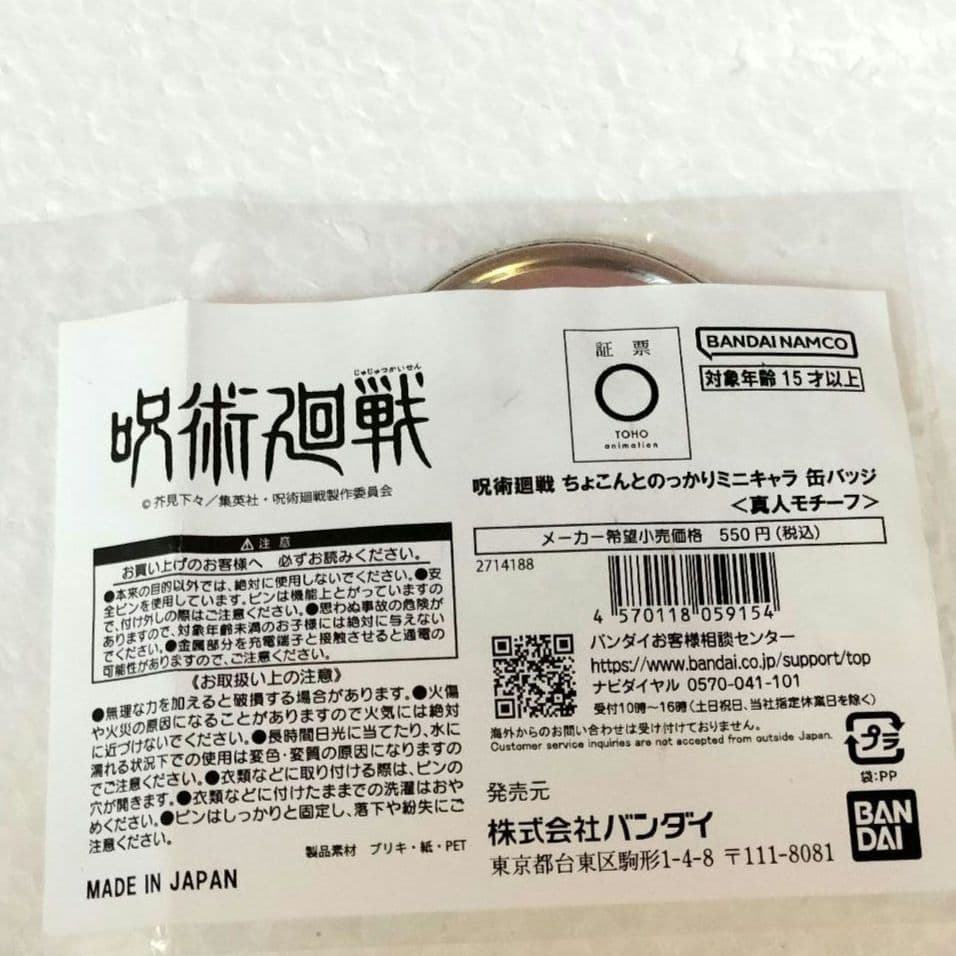 じゅじゅつかいせん
呪術廻戦
©芥見下々/集英社・呪術廻戦製作委員会
⚠注意
お買い上げのお客様へ 必ずお読みください。
●本来の目的以外では、絶対に使用しないでください。●安
全ピンを使用しています。ピンは機能上とがっていますの
で、付け外しの際はご注意ください。●思わぬ事故の危険が
ありますので、対象年齢未満のお子様には絶対に与えない
でください。●金属部分を充電端子と接触させると通電の
可能性がありますので、ご注意ください。
《お取扱い上の注意》
●無理な力を加えると破損する場合があります。●火傷
や火災の原因になることがありますので火気には絶対
に近づけないでください。●長時間日光に当てたり、水に
濡れる状況下での使用は変色・変質の原因になりますの
でご注意ください。●衣類などに取り付ける際は、ピンの
穴が開きます。●衣類などに付けたままでの洗濯はおや
めください。●ピンはしっかりと固定し、落下や紛失にご
注意ください。
製品素材 ブリキ・紙・PET
MADE IN JAPAN
証票
TOHO
animation
BANDAI NAMCO
対象年齢15才以上
呪術廻戦 ちょこんとのっかりミニキャラ 缶バッジ
<真人モチーフ>
メーカー希望小売価格 550円(税込)
2714188
4 570118 059154
バンダイお客様相談センター
https://www.bandai.co.jp/support/top
ナビダイヤル 0570-041-101
受付10時~16時(土日祝日、当社指定休業日を除く)
海外からのお問い合わせは受け付けておりません。
Customer service inquiries are not accepted from outside Japan.
プラ
袋:PP
発売元
株式会社バンダイ
東京都台東区駒形1-4-8 〒111-8081
BAN
DAI